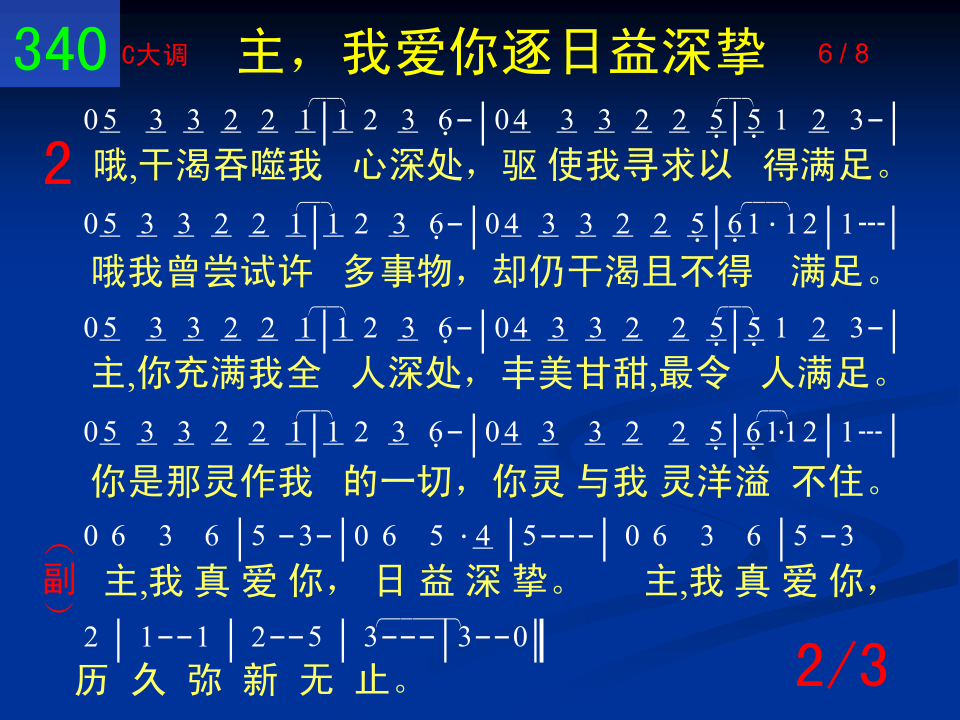 340 C大调 主，我爱你逐日益深挚 6/8
05 3 3 2 2 1|1 2 3 6-|04 3 3 2 2 5|5 1 2 3-|
2 哦,干渴吞噬我 心深处，驱 使我寻求以 得满足。
05 3 3 2 2 1|1 2 3 6-|04 3 3 2 2 5|61·12|1---|
哦我曾尝试许 多事物，却仍干渴且不得 满足。
05 3 3 2 2 1|1 2 3 6-|04 3 3 2 2 5|5 1 2 3-|
主,你充满我全 人深处，丰美甘甜,最令 人满足。
05 3 3 2 2 1|1 2 3 6-|04 3 3 2 2 5|61·12|1---|
你是那灵作我 的一切，你灵 与我 灵洋溢 不住。
0 6 3 6|5-3-|0 6 5·4|5---| 0 6 3 6|5-3
（副） 主,我 真 爱 你， 日 益 深 挚。 主,我 真 爱 你，
2| 1--1 | 2--5 | 3---|3--0‖
历 久 弥 新 无 止。
2/3